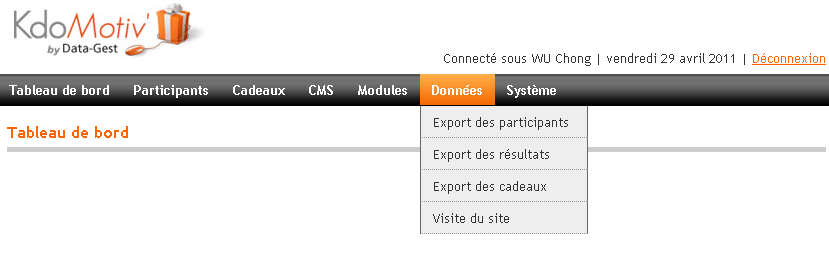 KdoMotiv'
by Data-Gest
Connecté sous WU Chong | vendredi 29 avril 2011 | Déconnexion
Tableau de bord Participants Cadeaux CMS Modules Données Système
Export des participants
Export des résultats
Export des cadeaux
Visite du site
Tableau de bord